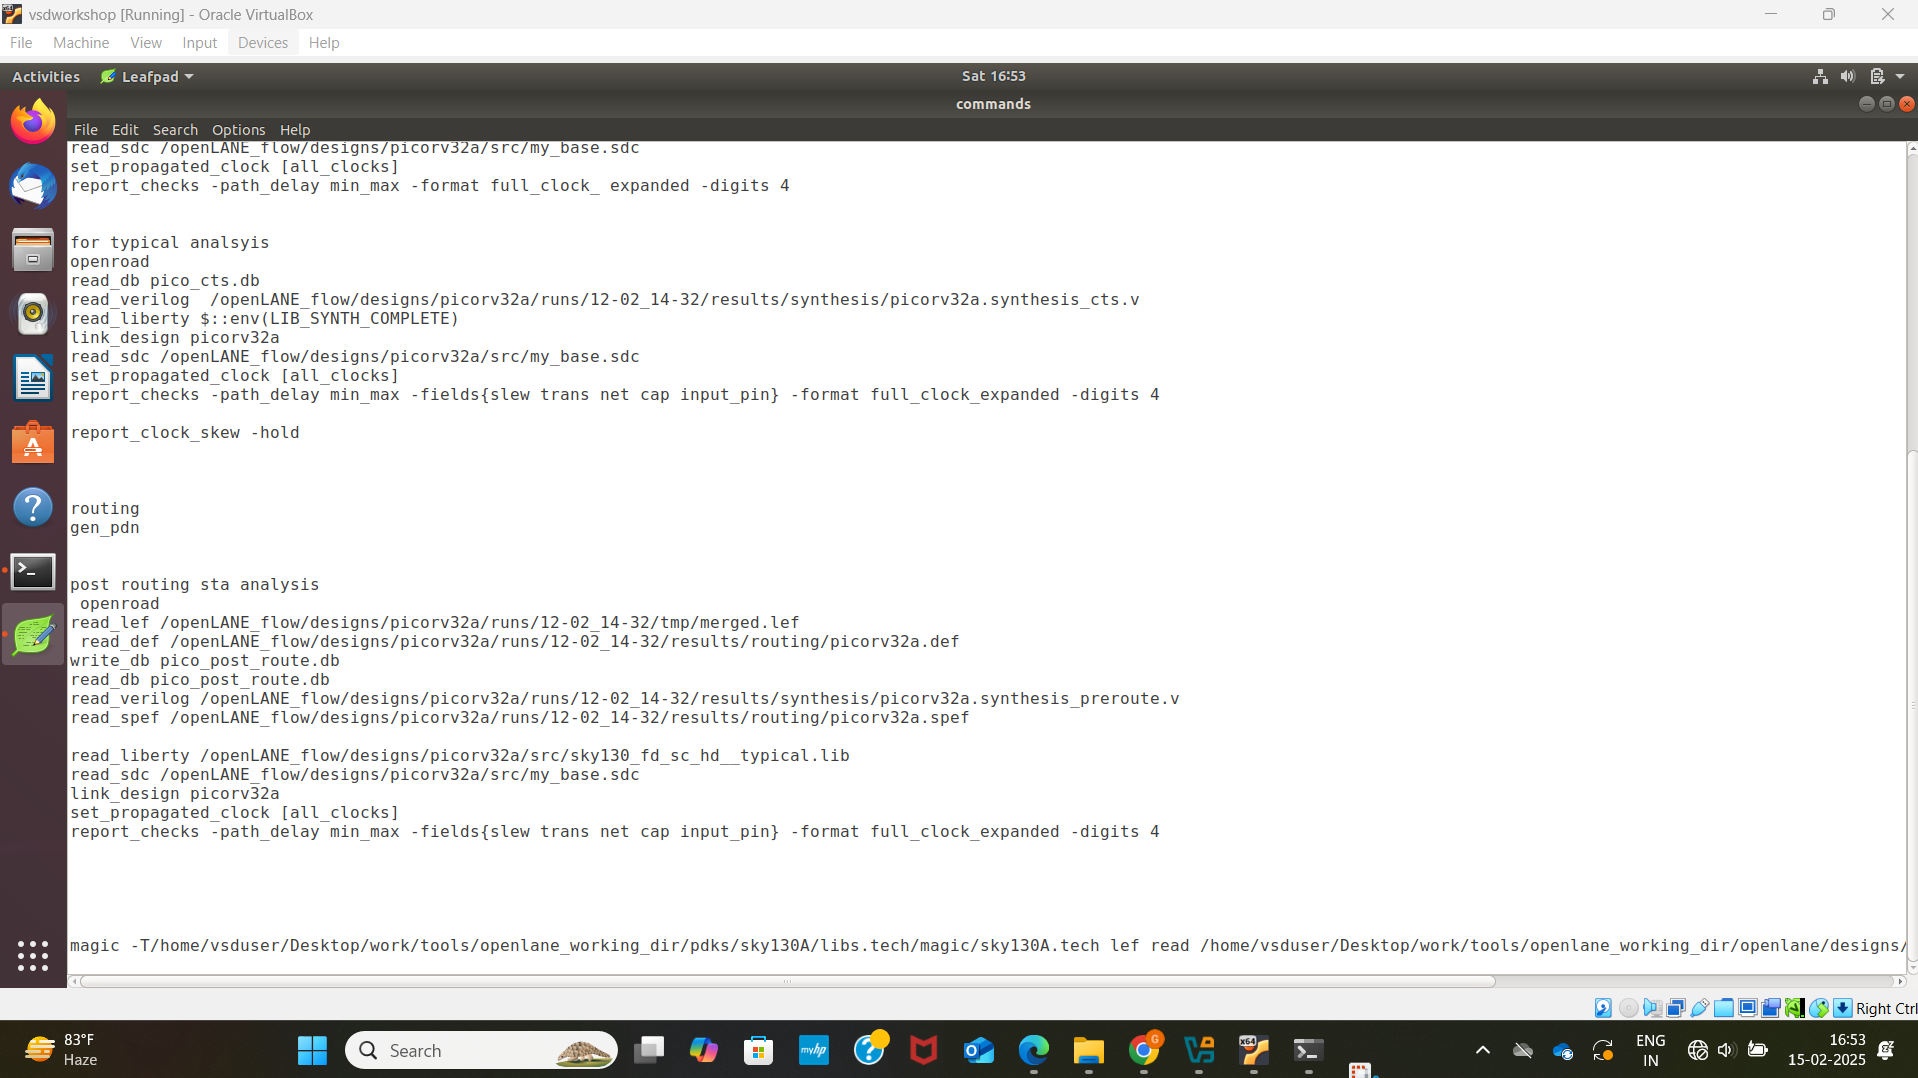 vsdworkshop [Running] - Oracle VirtualBox
File Machine View Input Devices Help
Activities Leafpad Sat 16:53
commands
File Edit Search Options Help
read_sdc /openLANE_flow/designs/picorv32a/src/my_base.sdc
set_propagated_clock [all_clocks]
report_checks -path_delay min_max -format full_clock_ expanded -digits 4
for typical analsyis
openroad
read_db pico_cts.db
read_verilog  /openLANE_flow/designs/picorv32a/runs/12-02_14-32/results/synthesis/picorv32a.synthesis_cts.v
read_liberty $::env(LIB_SYNTH_COMPLETE)
link_design picorv32a
read_sdc /openLANE_flow/designs/picorv32a/src/my_base.sdc
set_propagated_clock [all_clocks]
report_checks -path_delay min_max -fields{slew trans net cap input_pin} -format full_clock_expanded -digits 4
report_clock_skew -hold
routing
gen_pdn
post routing sta analysis
openroad
read_lef /openLANE_flow/designs/picorv32a/runs/12-02_14-32/tmp/merged.lef
read_def /openLANE_flow/designs/picorv32a/runs/12-02_14-32/results/routing/picorv32a.def
write_db pico_post_route.db
read_db pico_post_route.db
read_verilog /openLANE_flow/designs/picorv32a/runs/12-02_14-32/results/synthesis/picorv32a.synthesis_preroute.v
read_spef /openLANE_flow/designs/picorv32a/runs/12-02_14-32/results/routing/picorv32a.spef
read_liberty /openLANE_flow/designs/picorv32a/src/sky130_fd_sc_hd__typical.lib
read_sdc /openLANE_flow/designs/picorv32a/src/my_base.sdc
link_design picorv32a
set_propagated_clock [all_clocks]
report_checks -path_delay min_max -fields{slew trans net cap input_pin} -format full_clock_expanded -digits 4
magic -T/home/vsduser/Desktop/work/tools/openlane_working_dir/pdks/sky130A/libs.tech/magic/sky130A.tech lef read /home/vsduser/Desktop/work/tools/openlane_working_dir/openlane/designs/
Right Ctrl
83°F
Haze
Search
myhp
G
x64
ENG
IN
16:53
15-02-2025